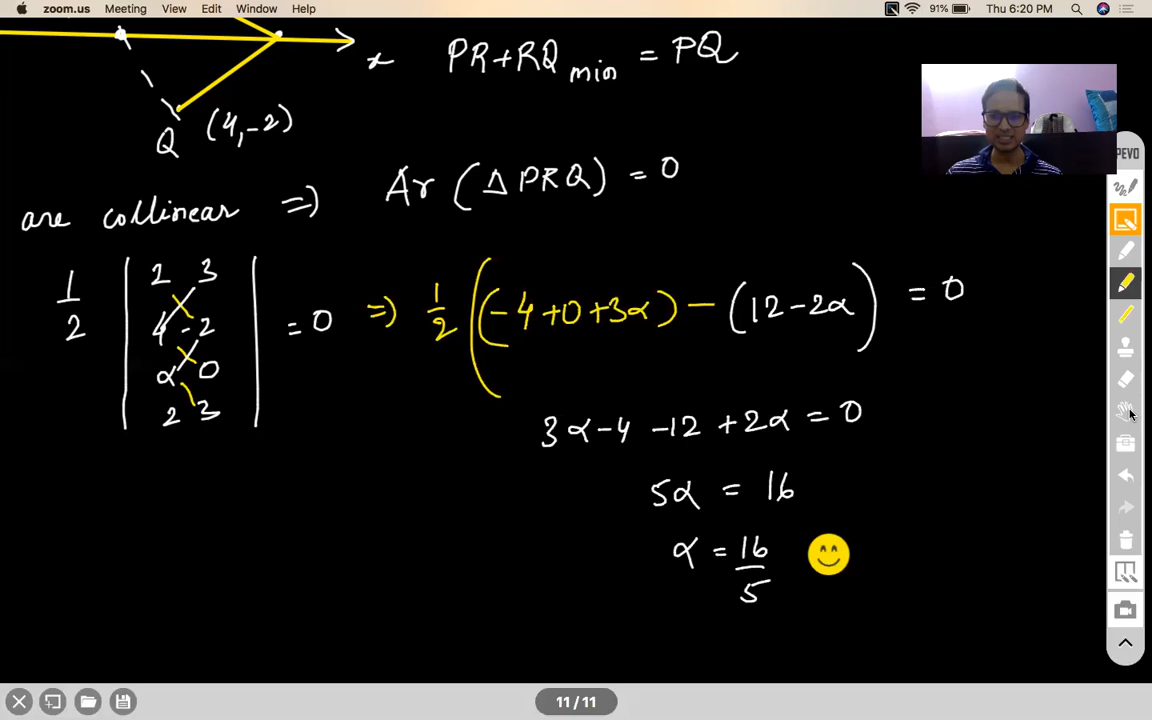 zoom.us Meeting View Edit Window Help 91% Thu 6:20 PM
x PR+RQ min = PQ
Q (4,-2)
PEVO
are collinear => Ar (Δ PRQ) = 0
1/2 | 2 3
4 -2
α 0
2 3 | = 0 => 1/2 ((-4+0+3α) - (12-2α) = 0
3α-4 -12 +2α = 0
5α = 16
α = 16/5
11 / 11